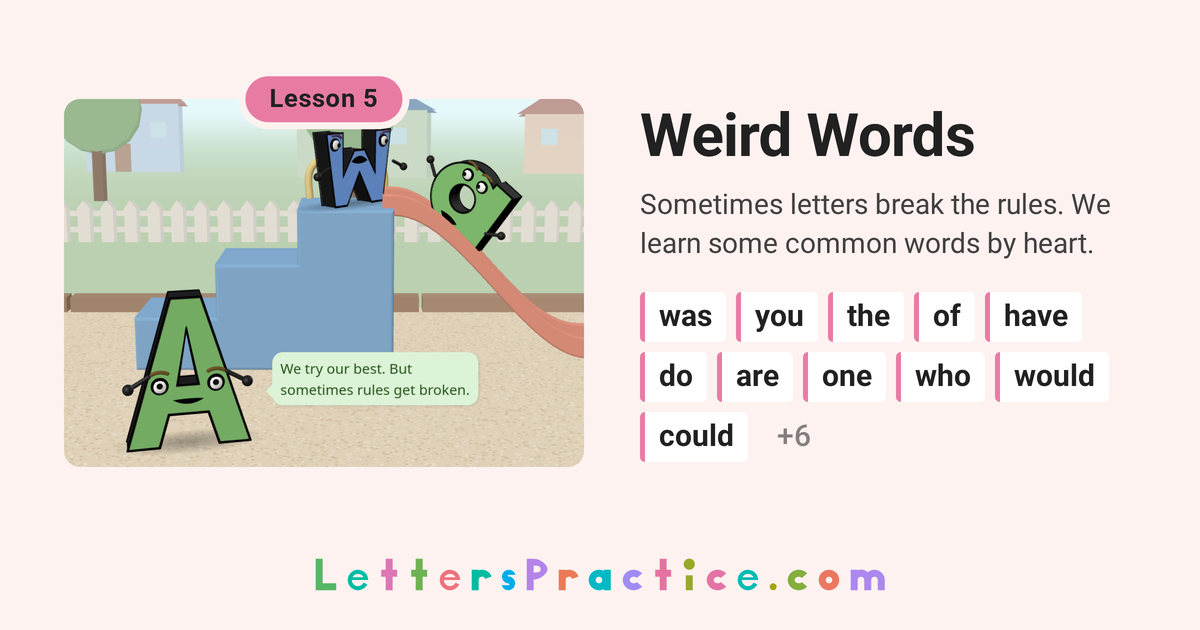 Lesson 5
W
D
A
We try our best. But
sometimes rules get broken.
Weird Words
Sometimes letters break the rules. We
learn some common words by heart.
was you the of have
do are one who would
could +6
LettersPractice.com